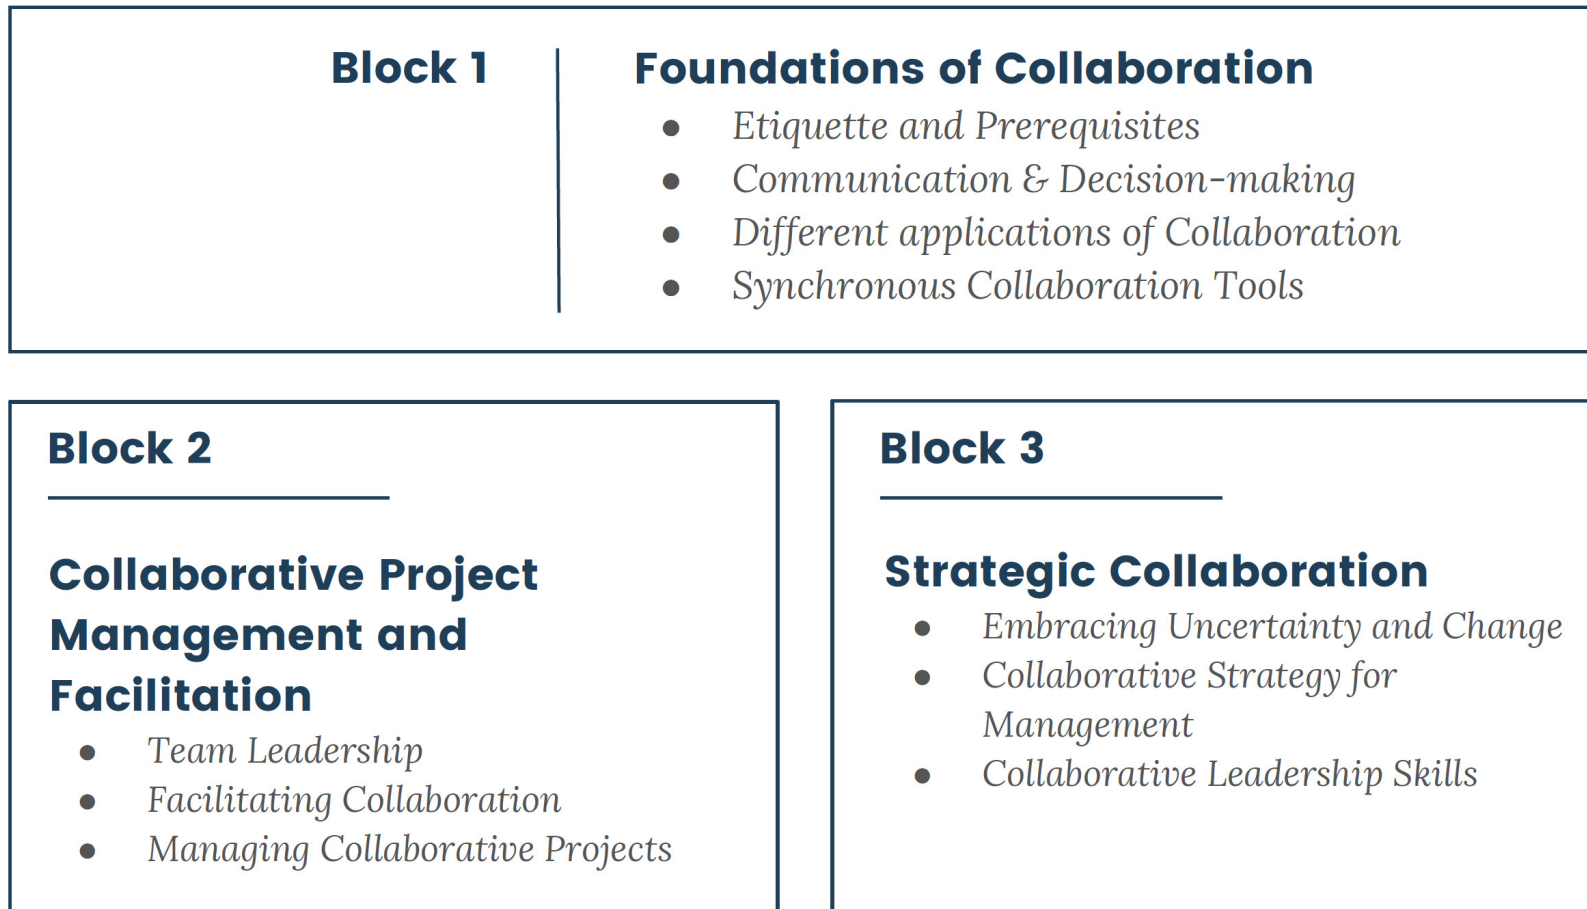 Block 1
Foundations of Collaboration
● Etiquette and Prerequisites
● Communication & Decision-making
● Different applications of Collaboration
● Synchronous Collaboration Tools
Block 2
Collaborative Project
Management and
Facilitation
● Team Leadership
● Facilitating Collaboration
● Managing Collaborative Projects
Block 3
Strategic Collaboration
● Embracing Uncertainty and Change
● Collaborative Strategy for
Management
● Collaborative Leadership Skills